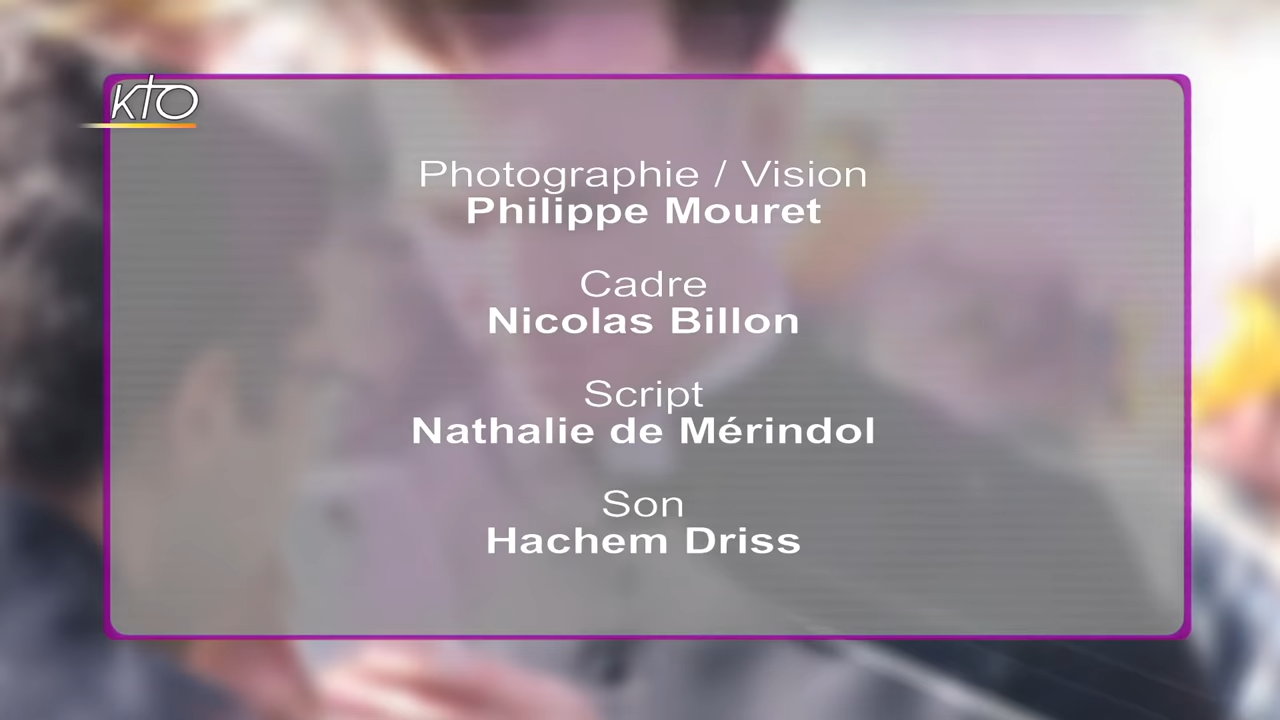 kto
Photographie / Vision
Philippe Mouret
Cadre
Nicolas Billon
Script
Nathalie de Mérindol
Son
Hachem Driss